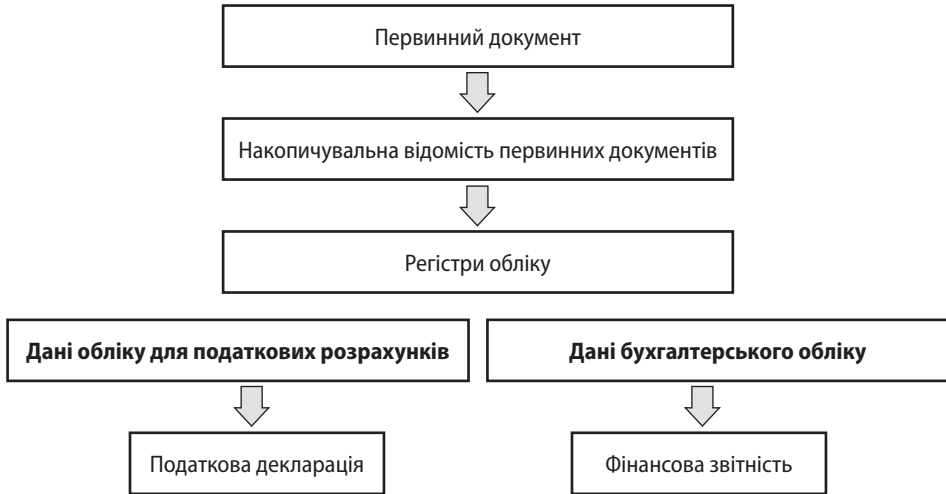 Первинний документ
Накопичувальна відомість первинних документів
Регістри обліку
Дані обліку для податкових розрахунків
Дані бухгалтерського обліку
Податкова декларація
Фінансова звітність